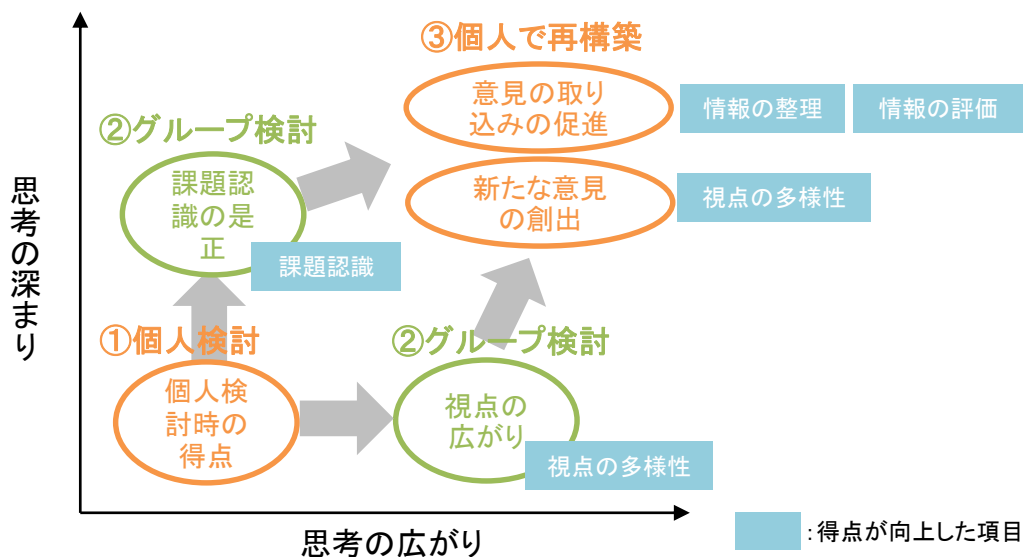 ③個人で再構築
意見の取り
込みの促進
情報の整理
情報の評価
②グループ検討
課題認
識の是
正
新たな意見
の創出
視点の多様性
課題認識
思考の深まり
①個人検討
個人検
討時の
得点
②グループ検討
視点の
広がり
視点の多様性
思考の広がり
:得点が向上した項目